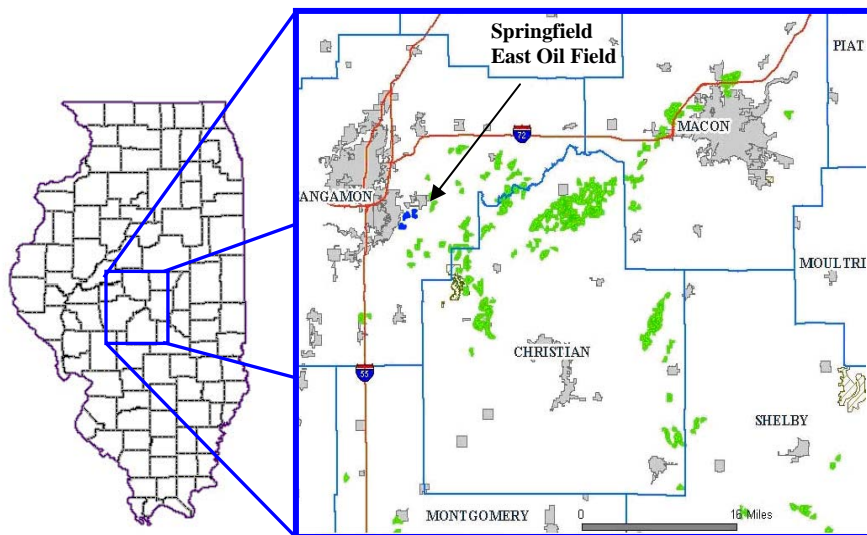 Springfield
East Oil Field
PIAT
MACON
72
ANGAMON
MOULTRI
CHRISTIAN
55
SHELBY
MONTGOMERY
0
16 Miles